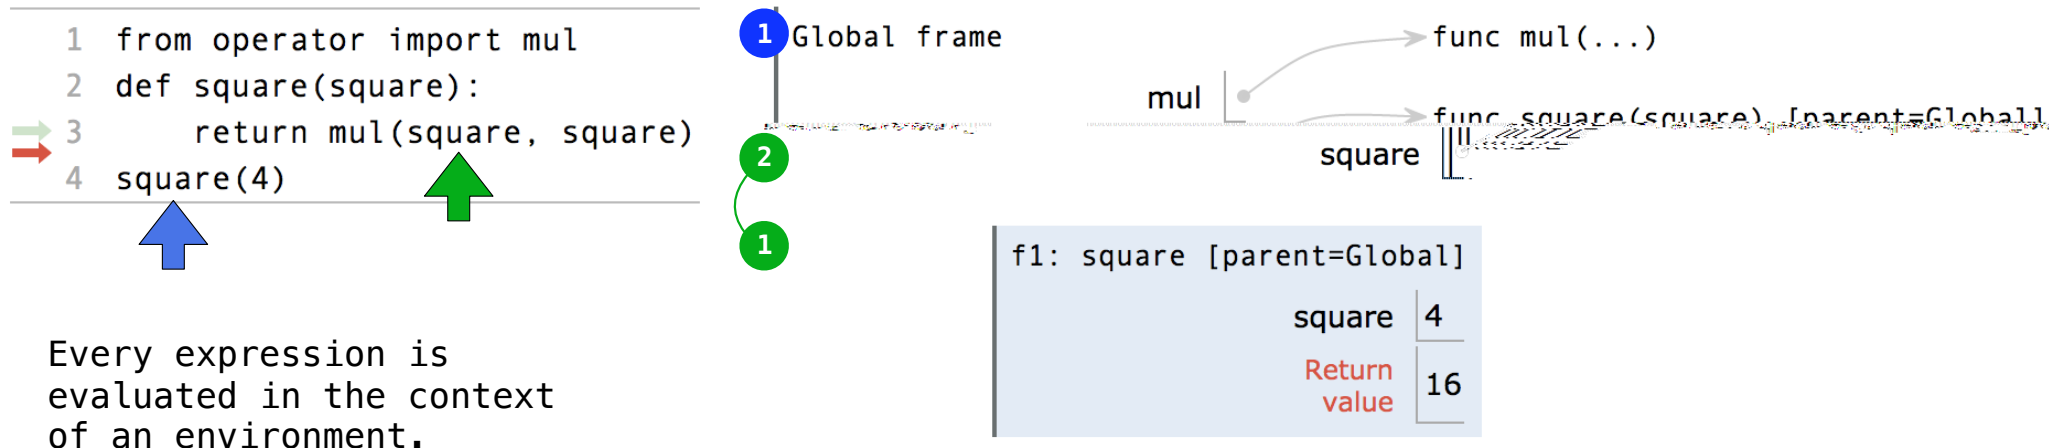 1 from operator import mul
2 def square(square):
3 return mul(square, square)
4 square(4)
Every expression is
evaluated in the context
of an environment.
1 Global frame
mul
func mul(...)
func square(square) [parent=Global]
2
square
1
f1: square [parent=Global]
square 4
Return
value 16